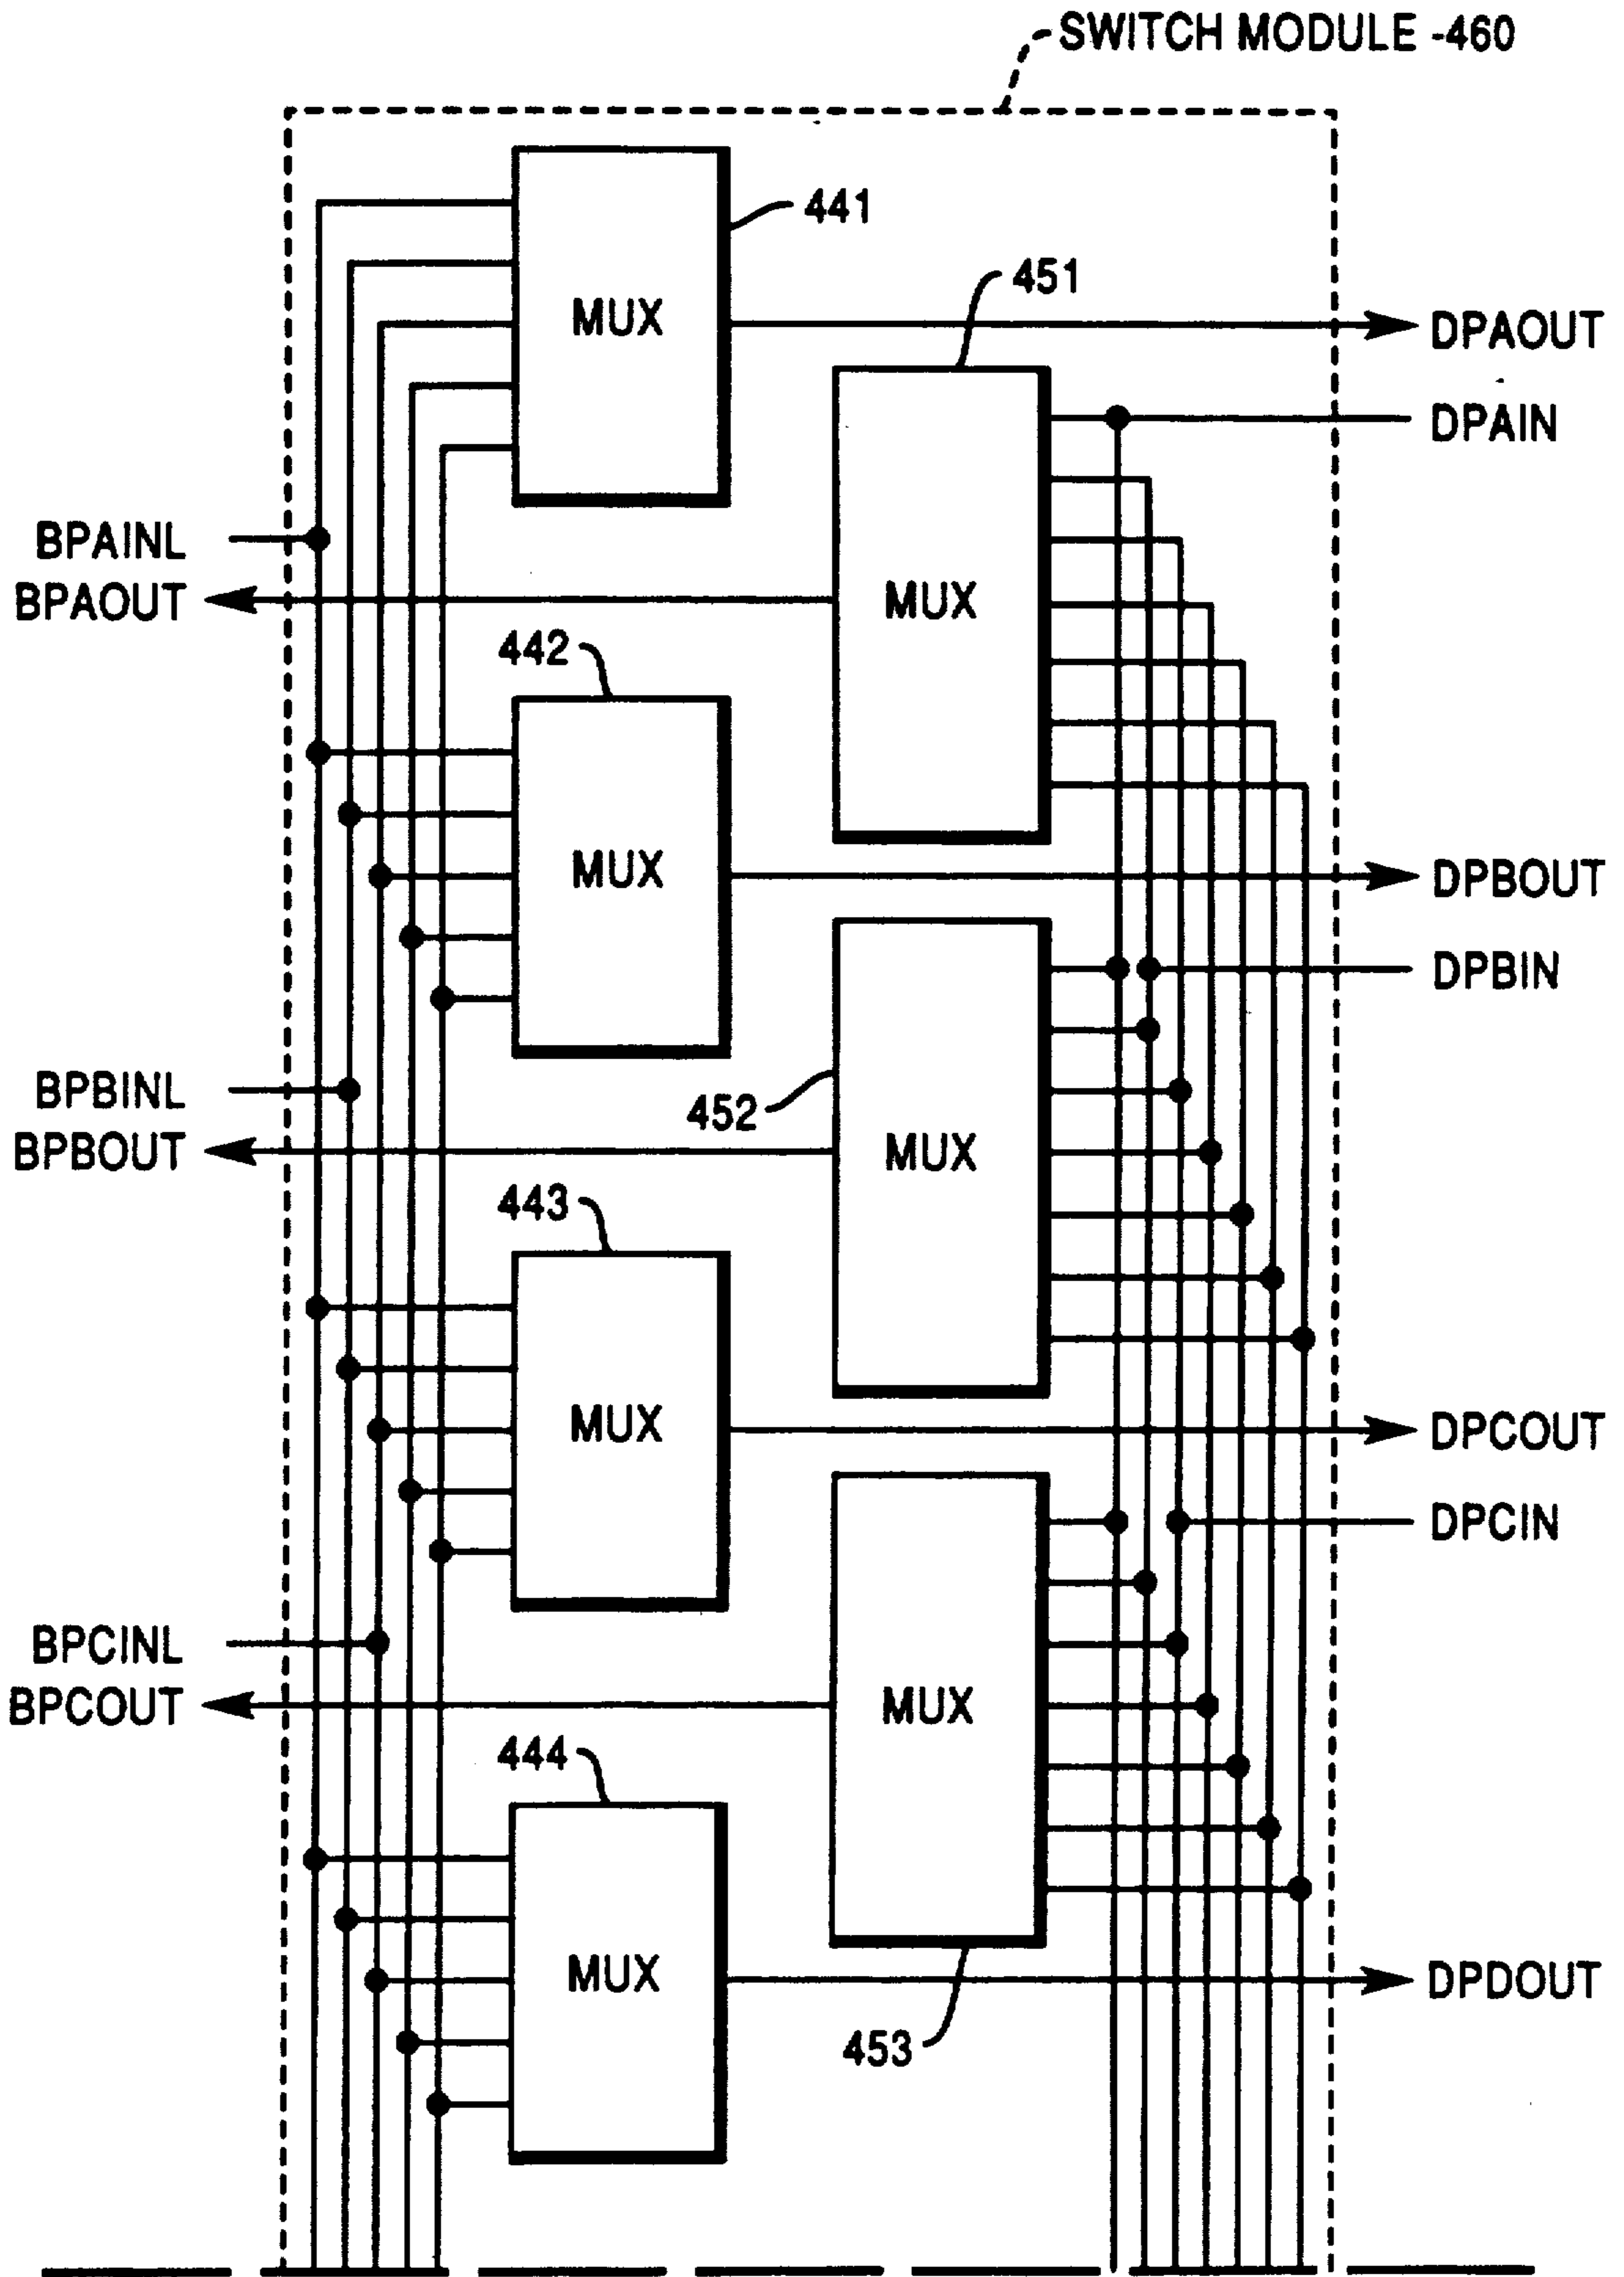 SWITCH MODULE -460
441
MUX
451
DPAOUT
DPAIN
BPAINL
BPAOUT
MUX
442
MUX
DPBOUT
DPBIN
BPBINL
452
BPBOUT
MUX
443
MUX
DPCOUT
DPCIN
BPCINL
BPCOUT
MUX
444
MUX
DPDOUT
453